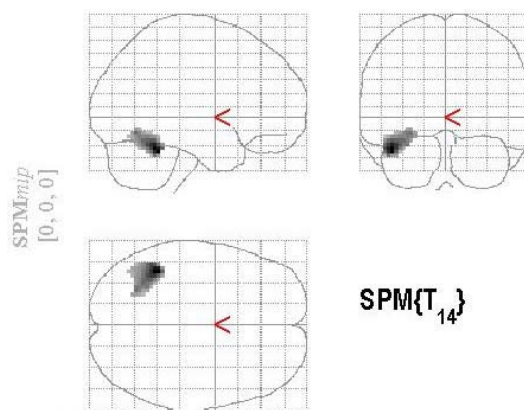 SPMmip
[0, 0, 0]
<
<
<
SPM{T14}